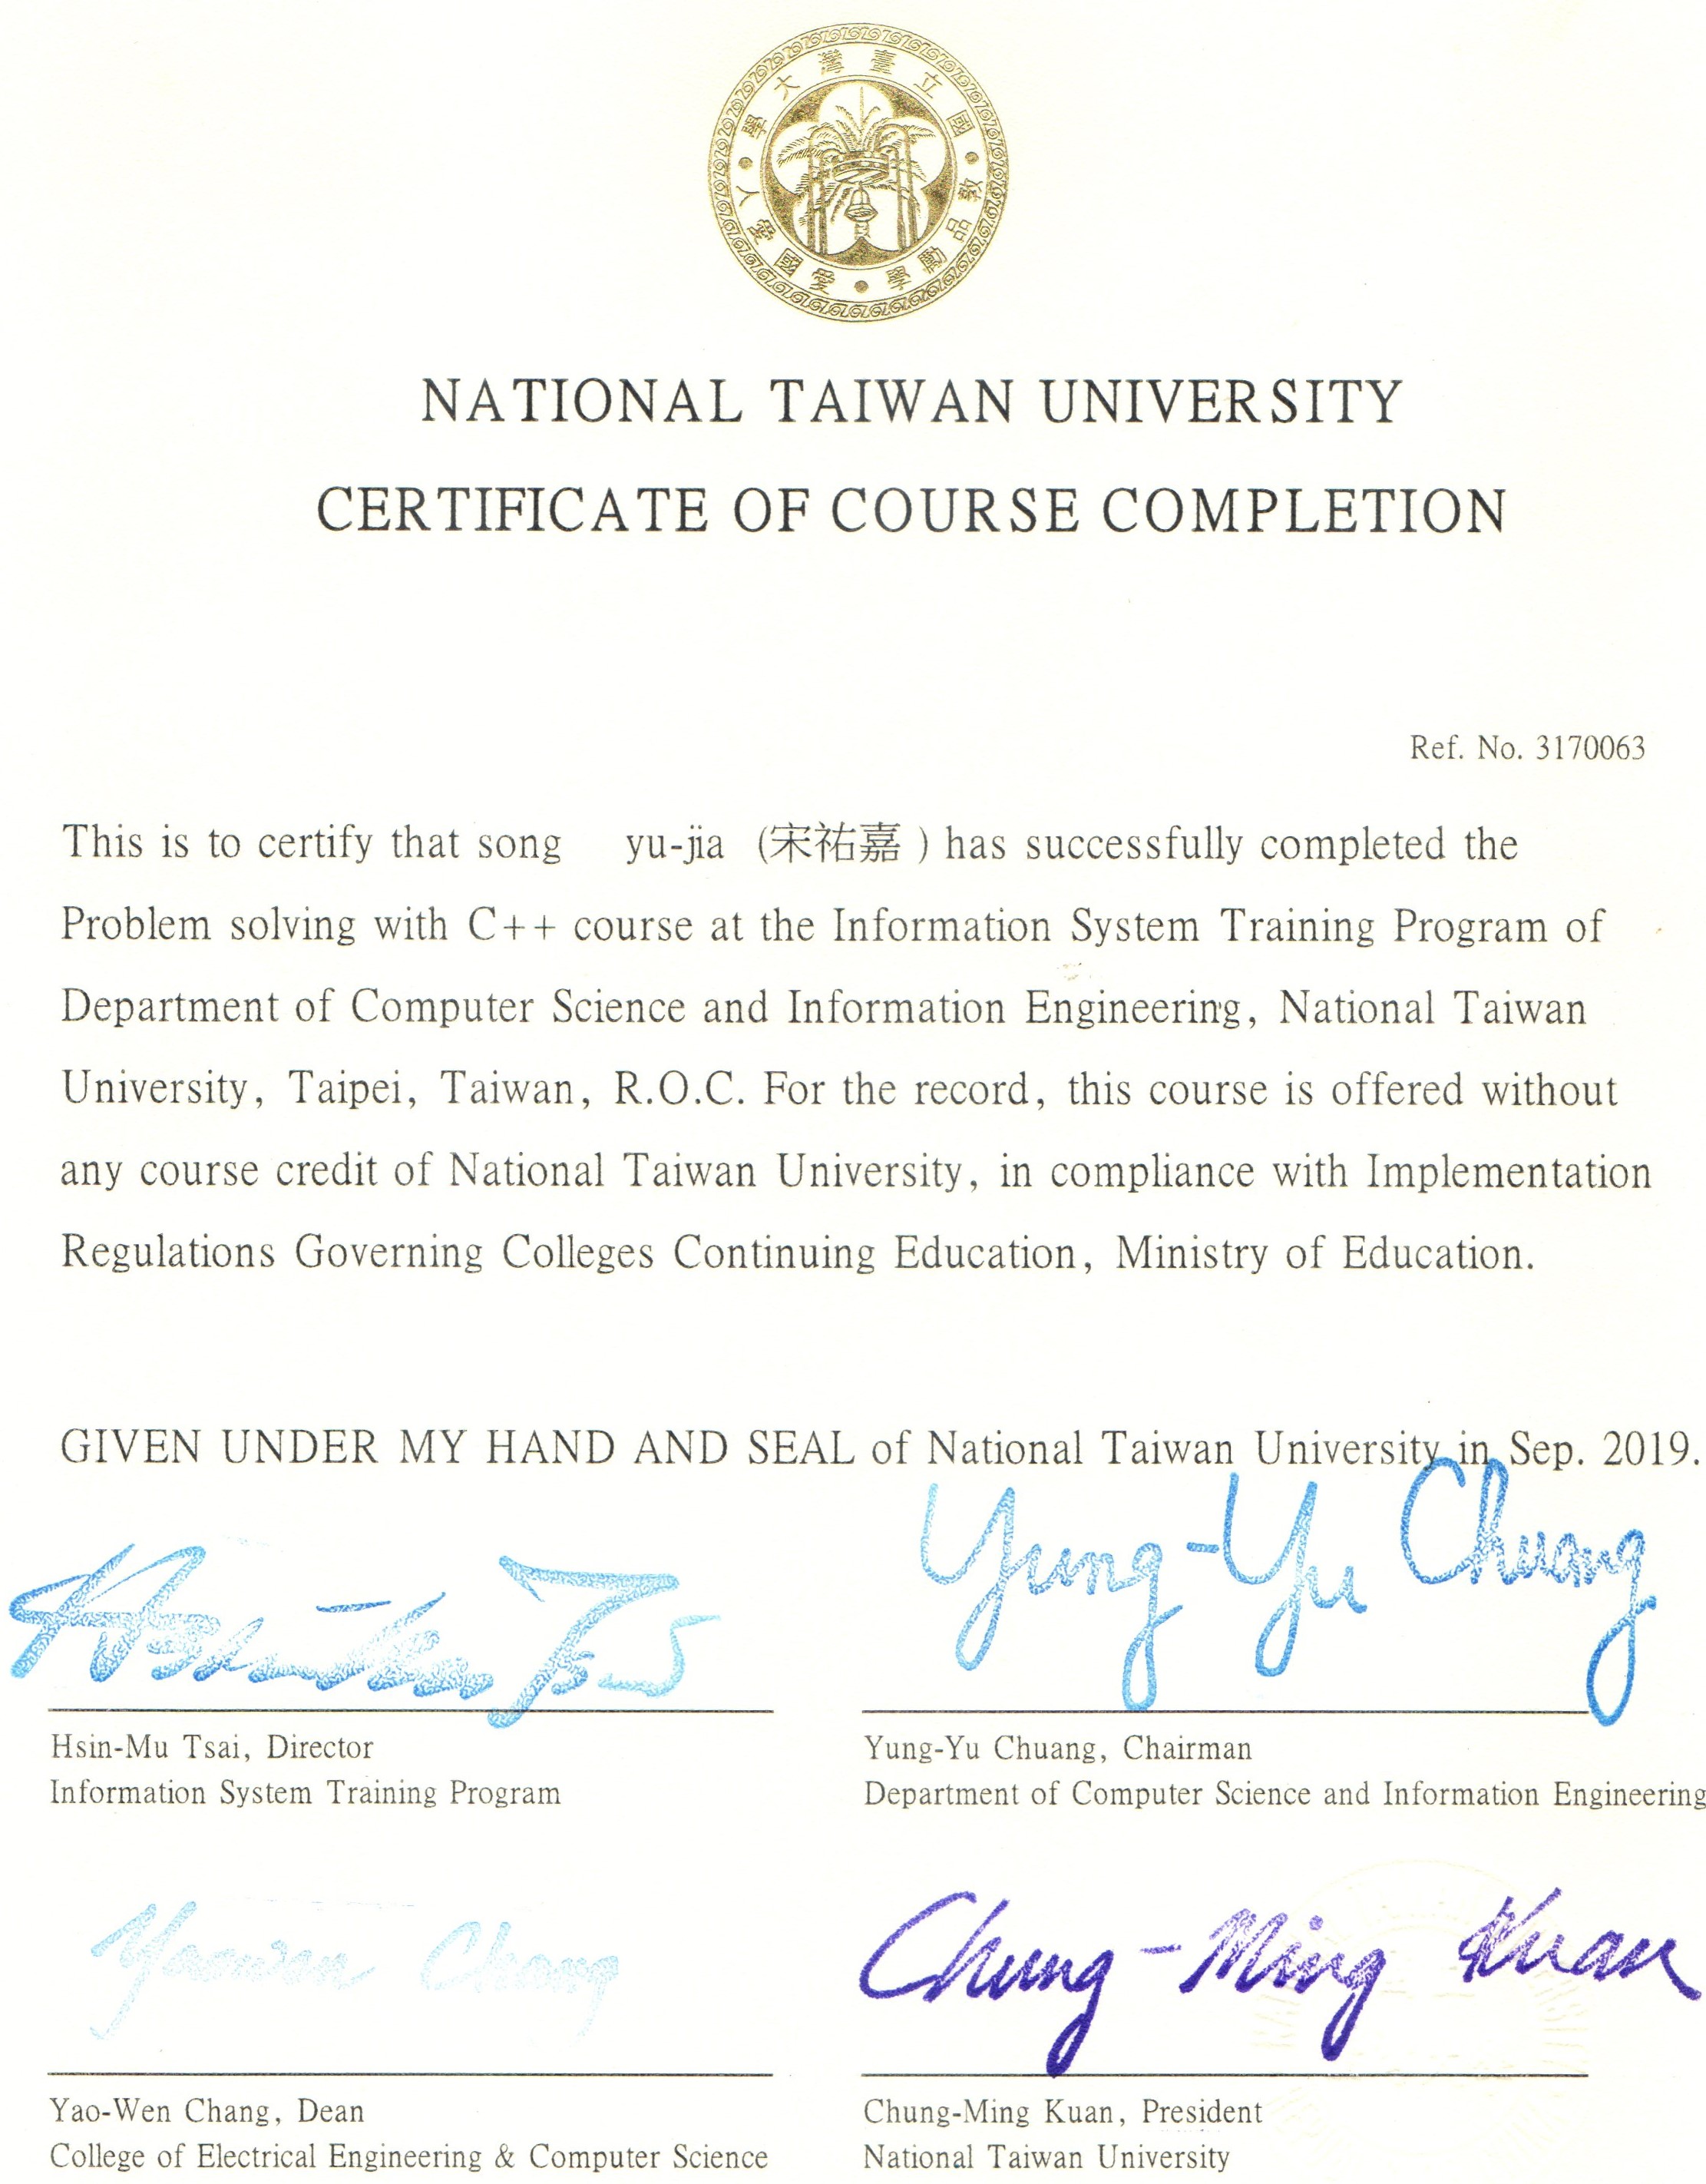 國立臺灣大學
敦品勵學 • 愛國愛人
NATIONAL TAIWAN UNIVERSITY
CERTIFICATE OF COURSE COMPLETION
Ref. No. 3170063
This is to certify that song yu-jia (宋祐嘉 ) has successfully completed the
Problem solving with C++ course at the Information System Training Program of
Department of Computer Science and Information Engineering, National Taiwan
University, Taipei, Taiwan, R.O.C. For the record, this course is offered without
any course credit of National Taiwan University, in compliance with Implementation
Regulations Governing Colleges Continuing Education, Ministry of Education.
GIVEN UNDER MY HAND AND SEAL of National Taiwan University in Sep. 2019.
Hsin-Mu Tsai
Yung-Yu Chuang
Hsin-Mu Tsai, Director
Information System Training Program
Yung-Yu Chuang, Chairman
Department of Computer Science and Information Engineering
Yaowen Chang
Chung-Ming Kuan
Yao-Wen Chang, Dean
College of Electrical Engineering & Computer Science
Chung-Ming Kuan, President
National Taiwan University